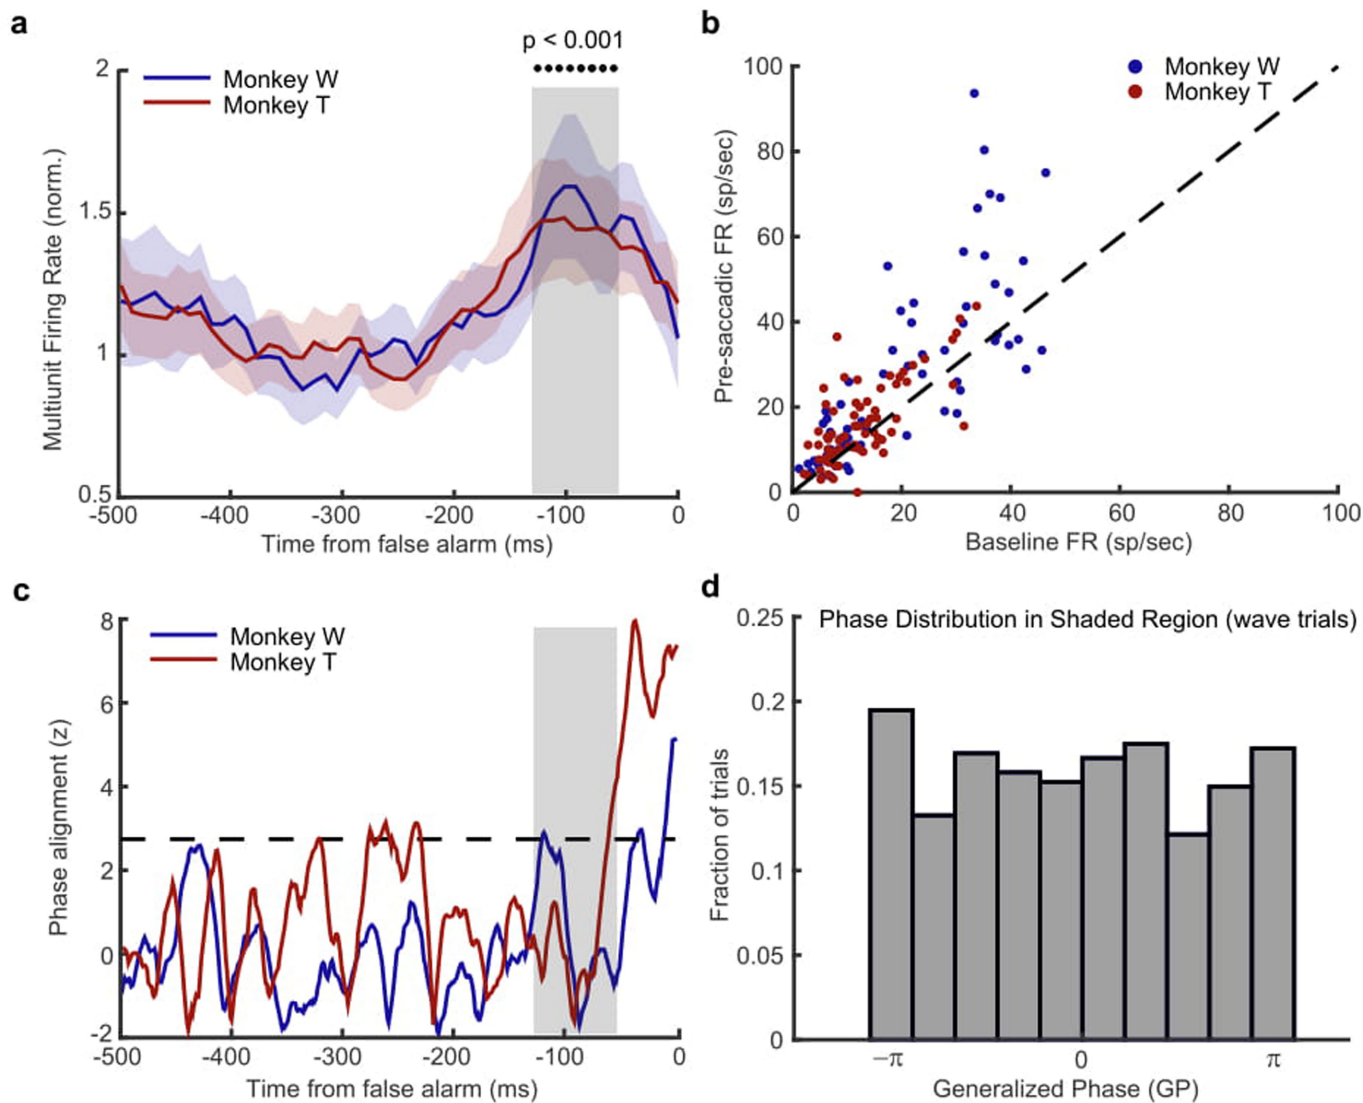 a
p < 0.001
Monkey W
Monkey T
Multiunit Firing Rate (norm.)
2
1.5
1
0.5
-500
-400
-300
-200
-100
0
Time from false alarm (ms)
b
Monkey W
Monkey T
Pre-saccadic FR (sp/sec)
100
80
60
40
20
0
0
20
40
60
80
100
Baseline FR (sp/sec)
c
Monkey W
Monkey T
Phase alignment (z)
8
6
4
2
0
-2
-500
-400
-300
-200
-100
0
Time from false alarm (ms)
d
Phase Distribution in Shaded Region (wave trials)
Fraction of trials
0.25
0.2
0.15
0.1
0.05
0
−π
0
π
Generalized Phase (GP)